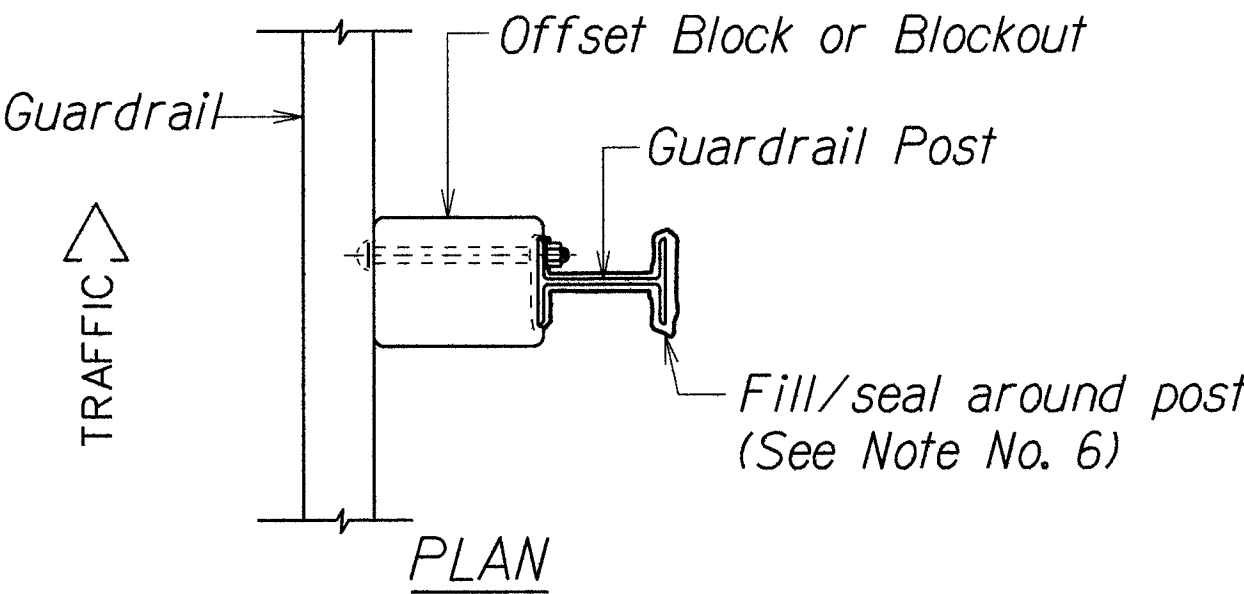 Offset Block or Blockout
Guardrail
Guardrail Post
TRAFFIC
Fill/seal around post
(See Note No. 6)
PLAN